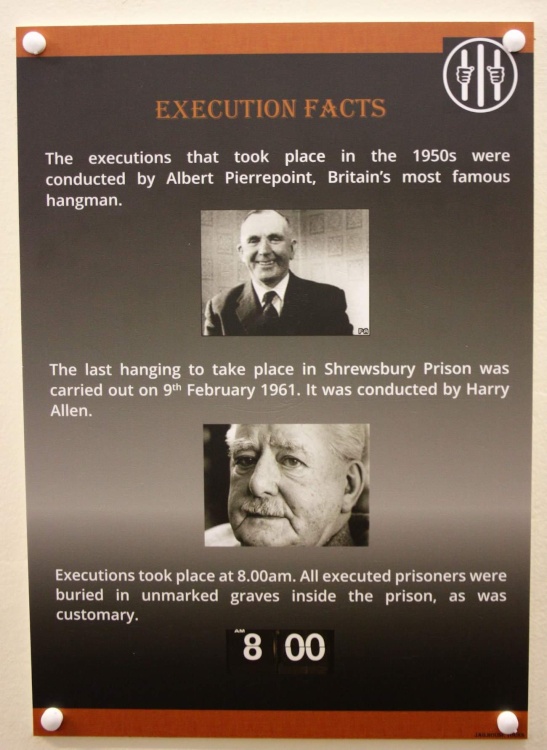 EXECUTION FACTS
The executions that took place in the 1950s were
conducted by Albert Pierrepoint, Britain's most famous
hangman.
PA
The last hanging to take place in Shrewsbury Prison was
carried out on 9th February 1961. It was conducted by Harry
Allen.
Executions took place at 8.00am. All executed prisoners were
buried in unmarked graves inside the prison, as was
customary.
AM
8 00